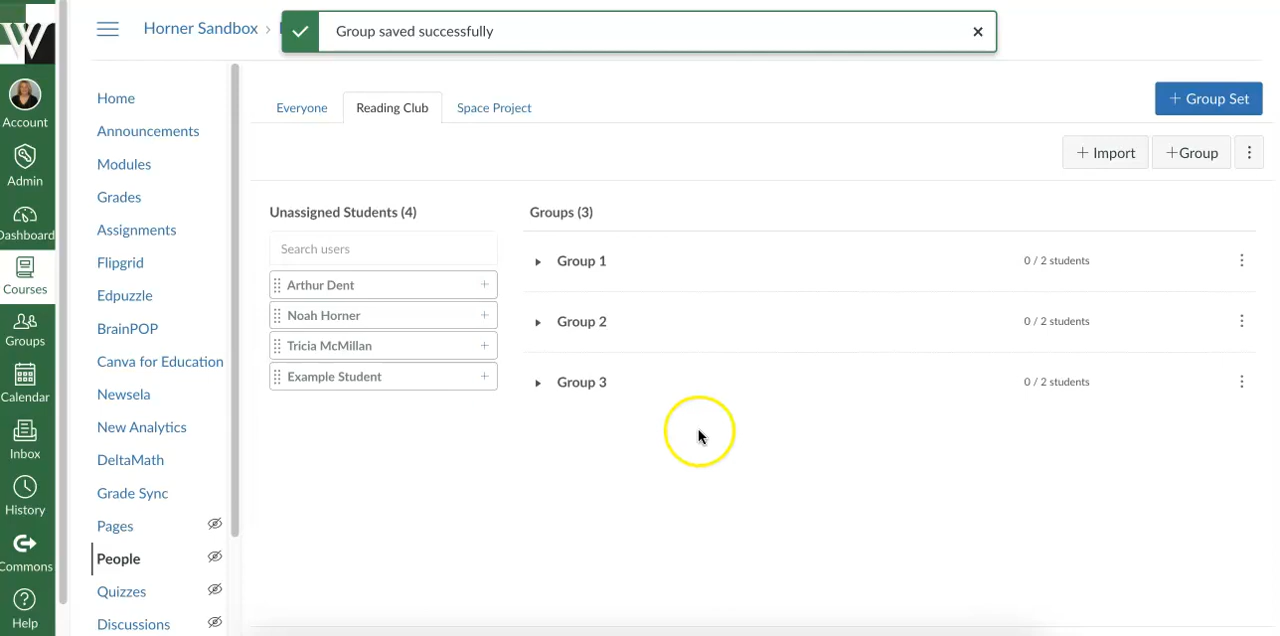 W
Horner Sandbox ›
Group saved successfully
Account
Admin
Dashboard
Courses
Groups
Calendar
Inbox
History
Commons
Help
Home
Announcements
Modules
Grades
Assignments
Flipgrid
Edpuzzle
BrainPOP
Canva for Education
Newsela
New Analytics
DeltaMath
Grade Sync
Pages
People
Quizzes
Discussions
Everyone Reading Club Space Project
+ Group Set
+ Import +Group
Unassigned Students (4)
Search users
Arthur Dent +
Noah Horner +
Tricia McMillan +
Example Student +
Groups (3)
Group 1 0 / 2 students
Group 2 0 / 2 students
Group 3 0 / 2 students